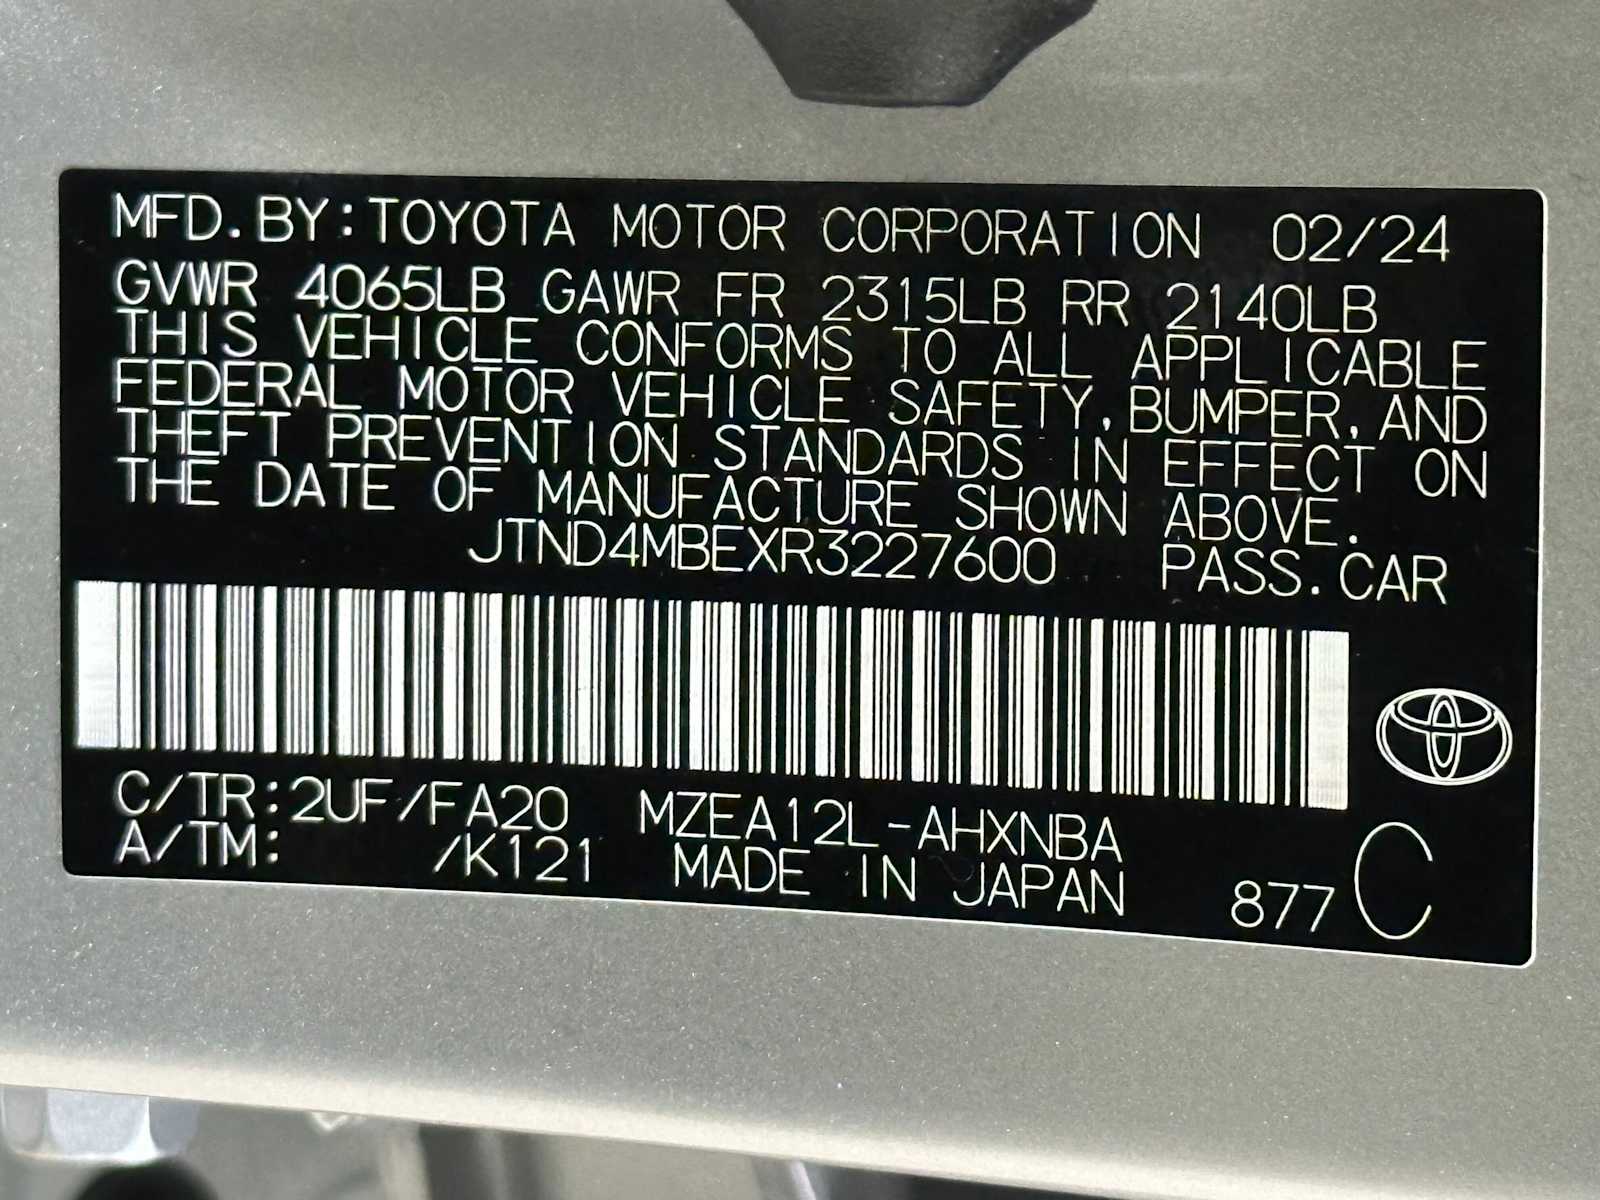 MFD. BY: TOYOTA MOTOR CORPORATION 02/24
GVWR 4065LB GAWR FR 2315LB RR 2140LB
THIS VEHICLE CONFORMS TO ALL APPLICABLE
FEDERAL MOTOR VEHICLE SAFETY, BUMPER, AND
THEFT PREVENTION STANDARDS IN EFFECT ON
THE DATE OF MANUFACTURE SHOWN ABOVE.
JTND4MBEXR3227600 PASS. CAR
C/TR: 2UF/FA20 MZEA12L-AHXNBA
A/TM: /K121 MADE IN JAPAN 877 C